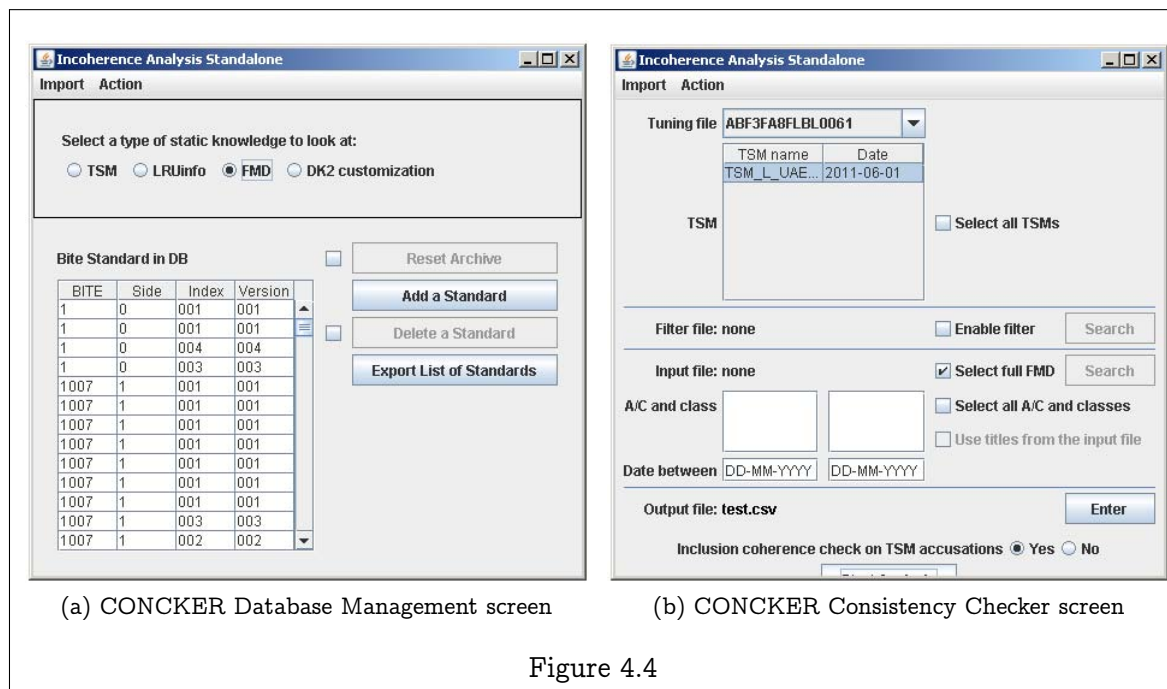 Incoherence Analysis Standalone
Import Action
Select a type of static knowledge to look at:
TSM LRUinfo FMD DK2 customization
Bite Standard in DB
Reset Archive
Add a Standard
Delete a Standard
Export List of Standards
BITE Side Index Version
1 0 001 001
1 0 001 001
1 0 004 004
1 0 003 003
1007 1 001 001
1007 1 001 001
1007 1 001 001
1007 1 001 001
1007 1 001 001
1007 1 001 001
1007 1 001 001
1007 1 003 003
1007 1 002 002
(a) CONCKER Database Management screen
Incoherence Analysis Standalone
Import Action
Tuning file ABF3FA8FLBL0061
TSM name Date
TSM_L_UAE... 2011-06-01
TSM Select all TSMs
Filter file: none Enable filter Search
Input file: none Select full FMD Search
A/C and class Select all A/C and classes
Use titles from the input file
Date between DD-MM-YYYY DD-MM-YYYY
Output file: test.csv Enter
Inclusion coherence check on TSM accusations Yes No
(b) CONCKER Consistency Checker screen
Figure 4.4